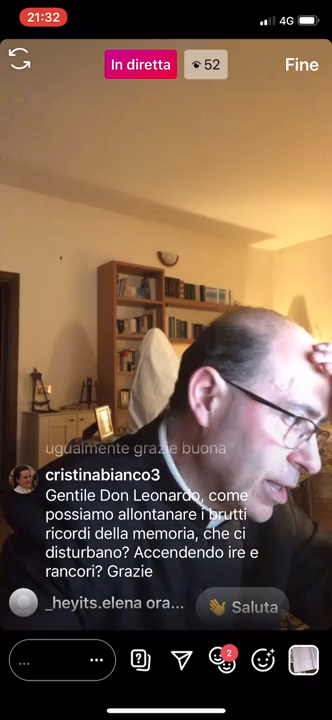 21:32
4G
In diretta
52
Fine
ugualmente grazie buona
cristinabianco3
Gentile Don Leonardo, come
possiamo allontanare i brutti
ricordi della memoria, che ci
disturbano? Accendendo ire e
rancori? Grazie
_heyits.elena ora...
👋 Saluta
...
2